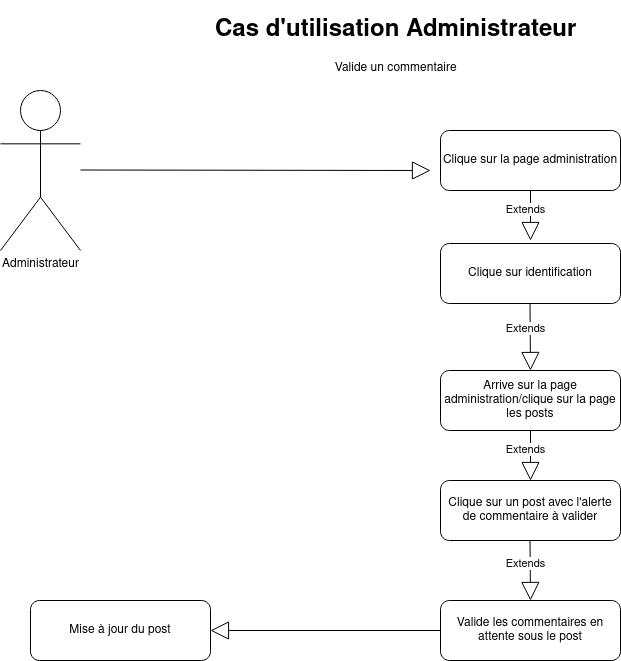 Cas d'utilisation Administrateur
Valide un commentaire
Administrateur
Clique sur la page administration
Extends
Clique sur identification
Extends
Arrive sur la page
administration/clique sur la page
les posts
Extends
Clique sur un post avec l'alerte
de commentaire à valider
Extends
Valide les commentaires en
attente sous le post
Mise à jour du post